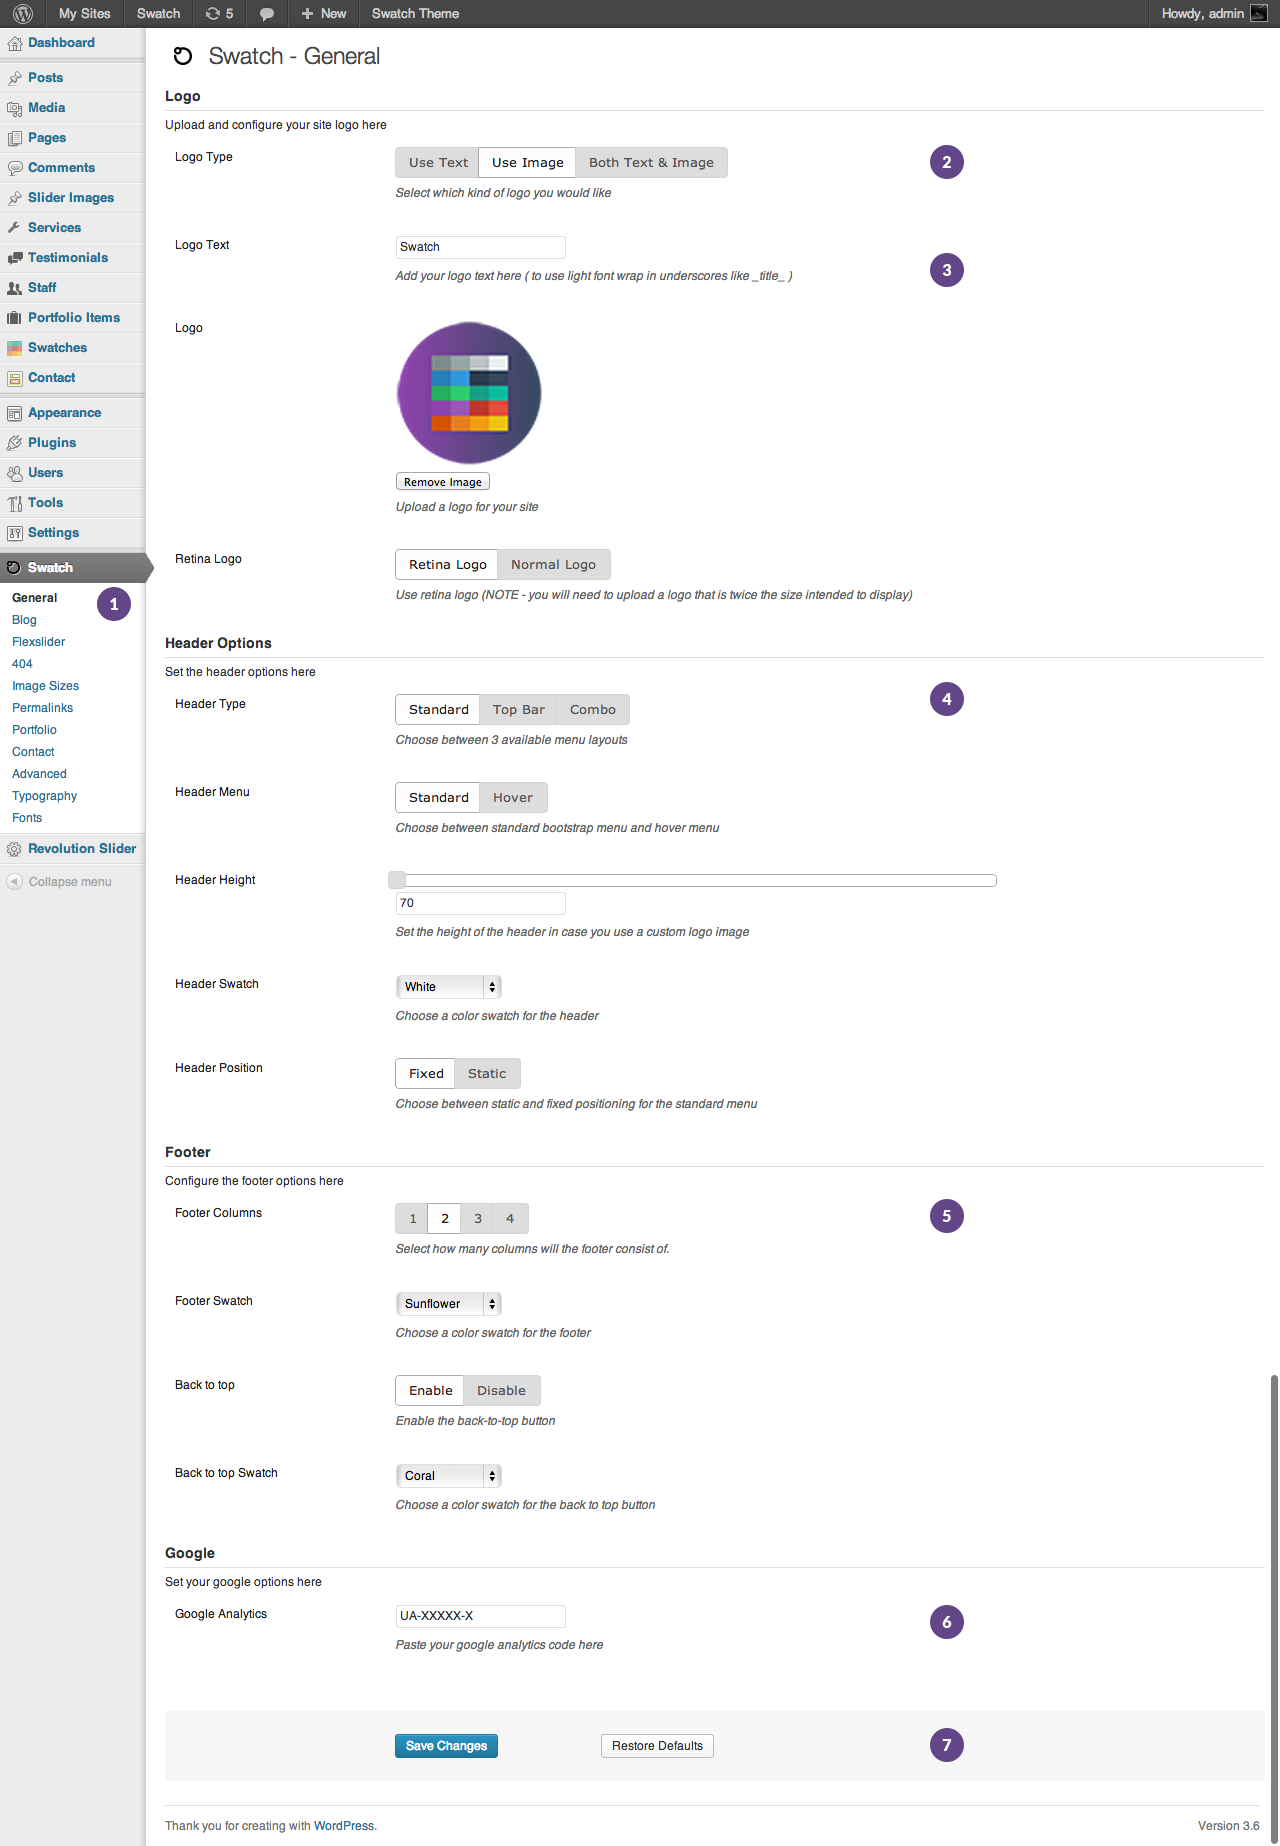 My Sites Swatch 5 New Swatch Theme Howdy, admin
Dashboard
Posts
Media
Pages
Comments
Slider Images
Services
Testimonials
Staff
Portfolio Items
Swatches
Contact
Appearance
Plugins
Users
Tools
Settings
Swatch
General
1
Blog
Flexslider
404
Image Sizes
Permalinks
Portfolio
Contact
Advanced
Typography
Fonts
Revolution Slider
Collapse menu
Swatch - General
Logo
Upload and configure your site logo here
Logo Type Use Text Use Image Both Text & Image 2
Select which kind of logo you would like
Logo Text Swatch
Add your logo text here ( to use light font wrap in underscores like _title_ ) 3
Logo
Remove Image
Upload a logo for your site
Retina Logo Retina Logo Normal Logo
Use retina logo (NOTE - you will need to upload a logo that is twice the size intended to display)
Header Options
Set the header options here
Header Type Standard Top Bar Combo 4
Choose between 3 available menu layouts
Header Menu Standard Hover
Choose between standard bootstrap menu and hover menu
Header Height
70
Set the height of the header in case you use a custom logo image
Header Swatch White
Choose a color swatch for the header
Header Position Fixed Static
Choose between static and fixed positioning for the standard menu
Footer
Configure the footer options here
Footer Columns 1 2 3 4 5
Select how many columns will the footer consist of.
Footer Swatch Sunflower
Choose a color swatch for the footer
Back to top Enable Disable
Enable the back-to-top button
Back to top Swatch Coral
Choose a color swatch for the back to top button
Google
Set your google options here
Google Analytics UA-XXXXX-X 6
Paste your google analytics code here
Save Changes Restore Defaults 7
Thank you for creating with WordPress. Version 3.6